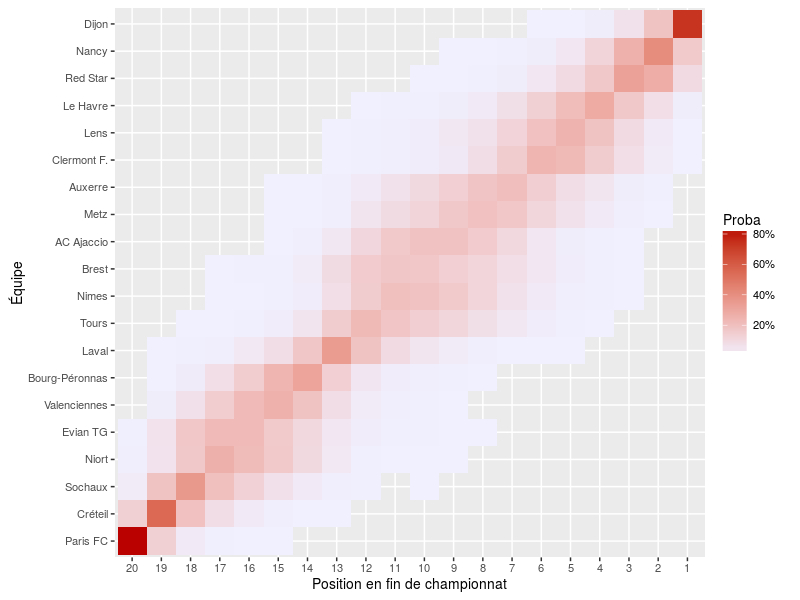 Dijon
Nancy
Red Star
Le Havre
Lens
Clermont F.
Auxerre
Metz
AC Ajaccio
Brest
Nimes
Tours
Laval
Bourg-Péronnas
Valenciennes
Evian TG
Niort
Sochaux
Créteil
Paris FC
Équipe
20 19 18 17 16 15 14 13 12 11 10 9 8 7 6 5 4 3 2 1
Position en fin de championnat
Proba
80%
60%
40%
20%